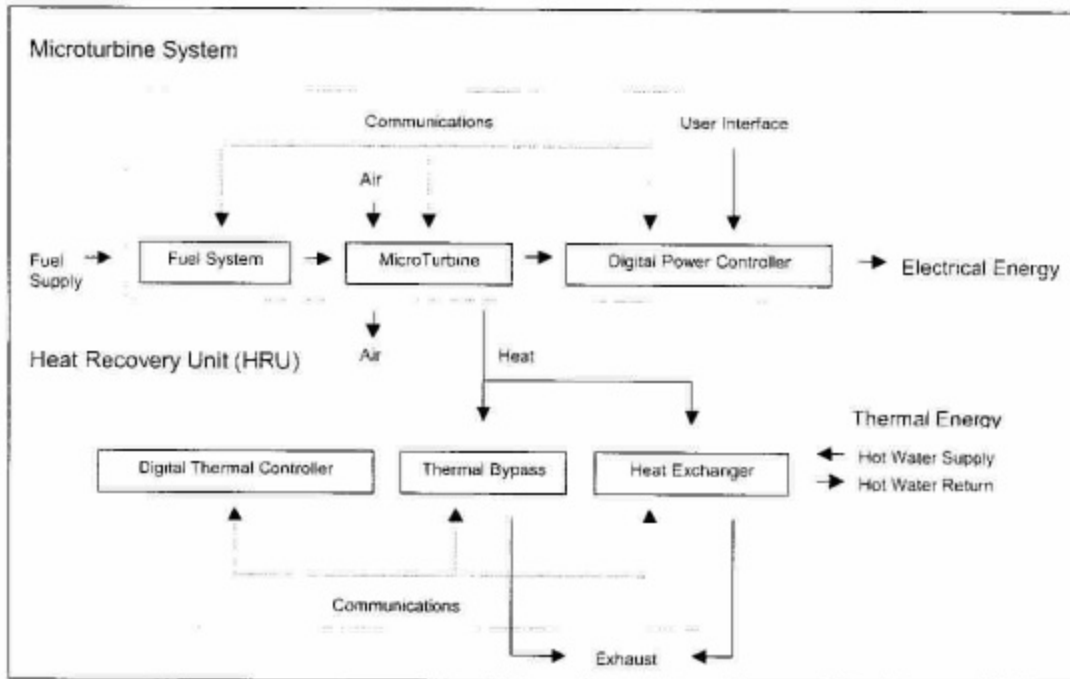 Microturbine System
Communications
User Interface
Air
Fuel
Supply
Fuel System
MicroTurbine
Digital Power Controller
Electrical Energy
Air
Heat Recovery Unit (HRU)
Heat
Thermal Energy
Digital Thermal Controller
Thermal Bypass
Heat Exchanger
Hot Water Supply
Hot Water Return
Communications
Exhaust